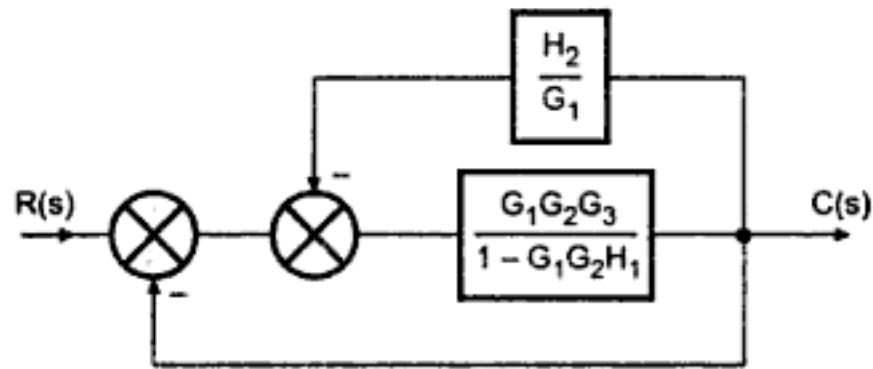 H₂
G₁
–
R(s)
G₁G₂G₃
C(s)
1 – G₁G₂H₁
–